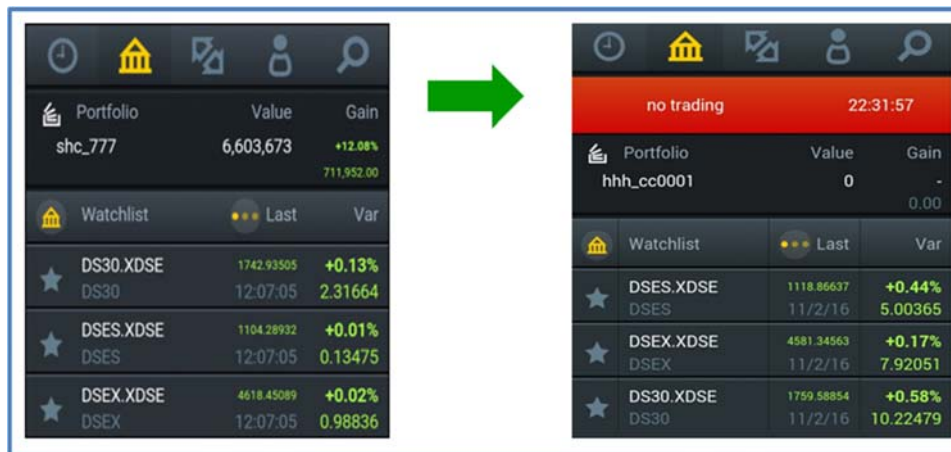 Portfolio Value Gain
shc_777 6,603,673 +12.08%
711,952.00
Watchlist Last Var
DS30.XDSE 1742.93505 +0.13%
DS30 12:07:05 2.31664
DSES.XDSE 1104.28932 +0.01%
DSES 12:07:05 0.13475
DSEX.XDSE 4618.45089 +0.02%
DSEX 12:07:05 0.98836
no trading 22:31:57
Portfolio Value Gain
hhh_cc0001 0 -
0.00
Watchlist Last Var
DSES.XDSE 1118.86637 +0.44%
DSES 11/2/16 5.00365
DSEX.XDSE 4581.34563 +0.17%
DSEX 11/2/16 7.92051
DS30.XDSE 1759.58854 +0.58%
DS30 11/2/16 10.22479